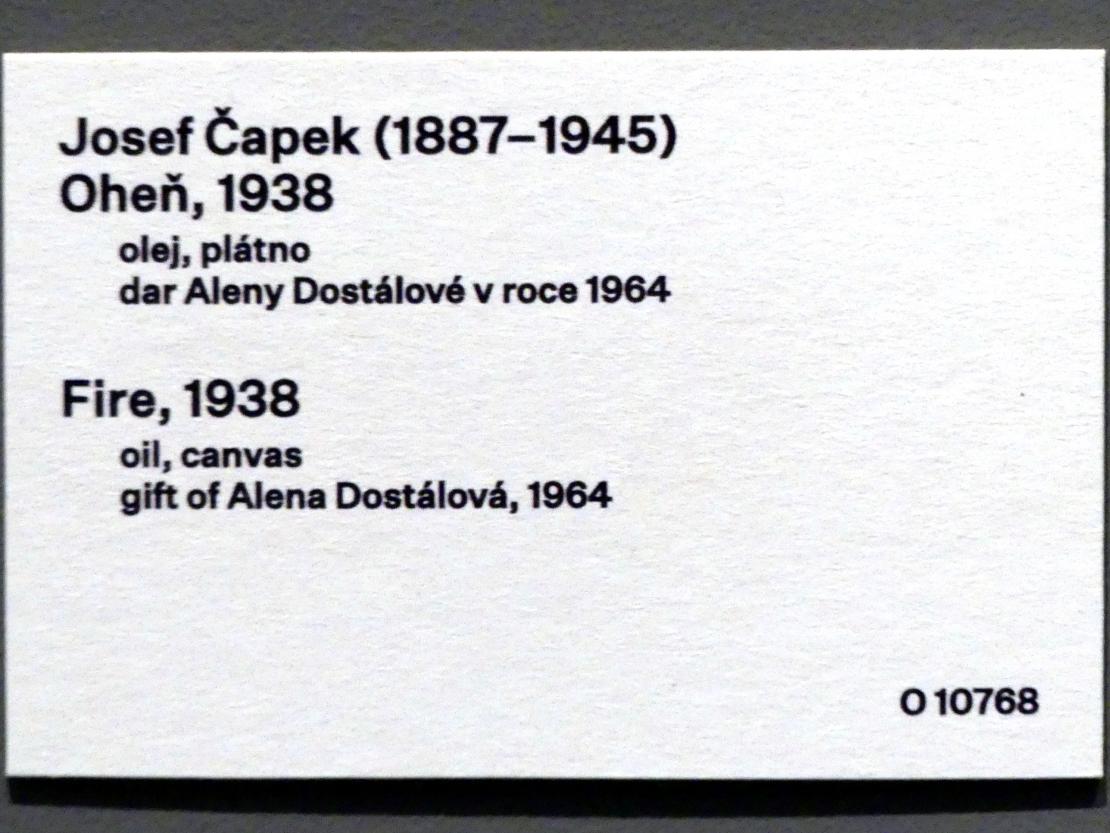 Josef Čapek (1887–1945)
Oheň, 1938
olej, plátno
dar Aleny Dostálové v roce 1964
Fire, 1938
oil, canvas
gift of Alena Dostálová, 1964
O 10768